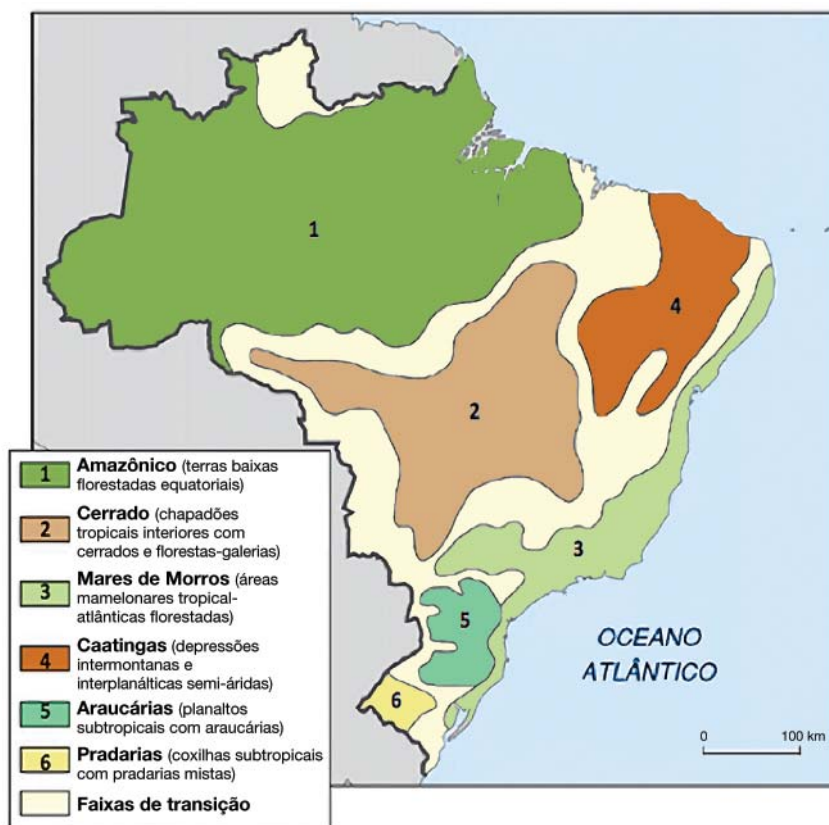 1
2
3
4
5
6
OCEANO
ATLÂNTICO
0 100 km
1 Amazônico (terras baixas
florestadas equatoriais)
2 Cerrado (chapadões
tropicais interiores com
cerrados e florestas-galerias)
3 Mares de Morros (áreas
mamelonares tropical-
atlânticas florestadas)
4 Caatingas (depressões
intermontanas e
interplanálticas semi-áridas)
5 Araucárias (planaltos
subtropicais com araucárias)
6 Pradarias (coxilhas subtropicais
com pradarias mistas)
Faixas de transição